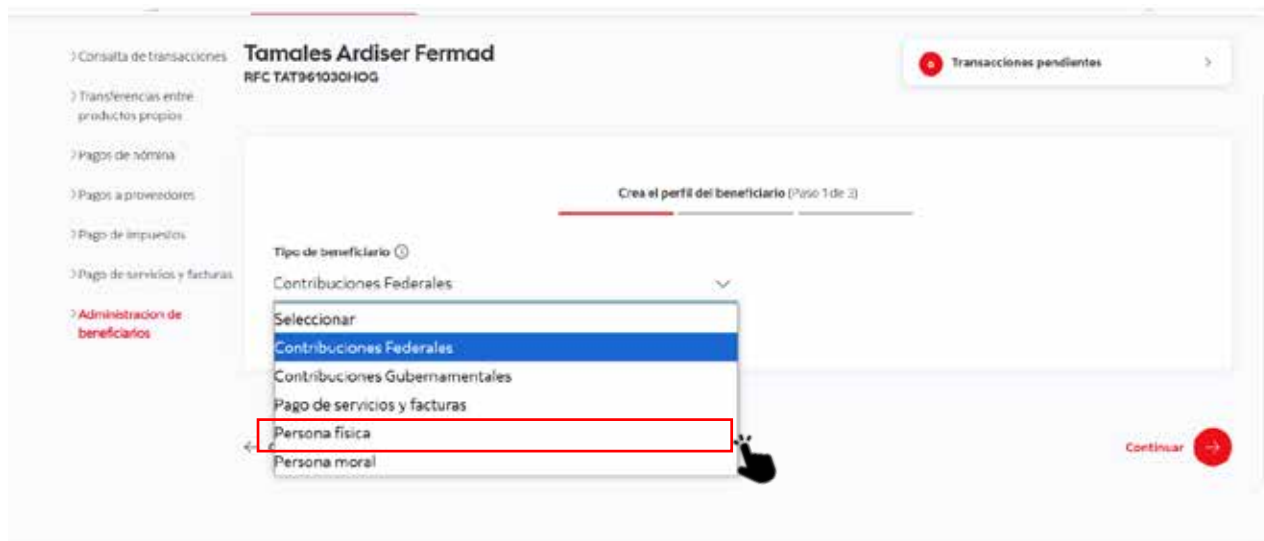 Consulta de transacciones
Tamales Ardiser Fermad
RFC TAT961030HOG
Transacciones pendientes
Transferencias entre
productos propios
Pagos de nómina
Pagos a proveedores
Crea el perfil del beneficiario (Paso 1 de 3)
Pago de impuestos
Tipo de beneficiario
Pago de servicios y facturas
Contribuciones Federales
Administracion de
beneficiarios
Seleccionar
Contribuciones Federales
Contribuciones Gubernamentales
Pago de servicios y facturas
Persona física
Persona moral
Continuar